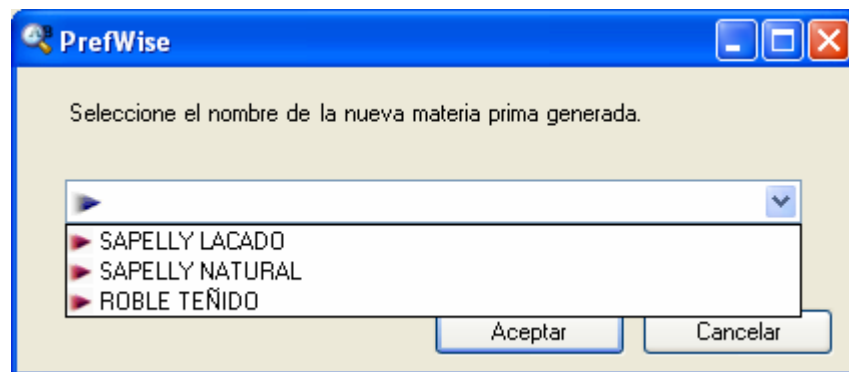 PrefWise
Seleccione el nombre de la nueva materia prima generada.
SAPELLY LACADO
SAPELLY NATURAL
ROBLE TEÑIDO
Aceptar Cancelar